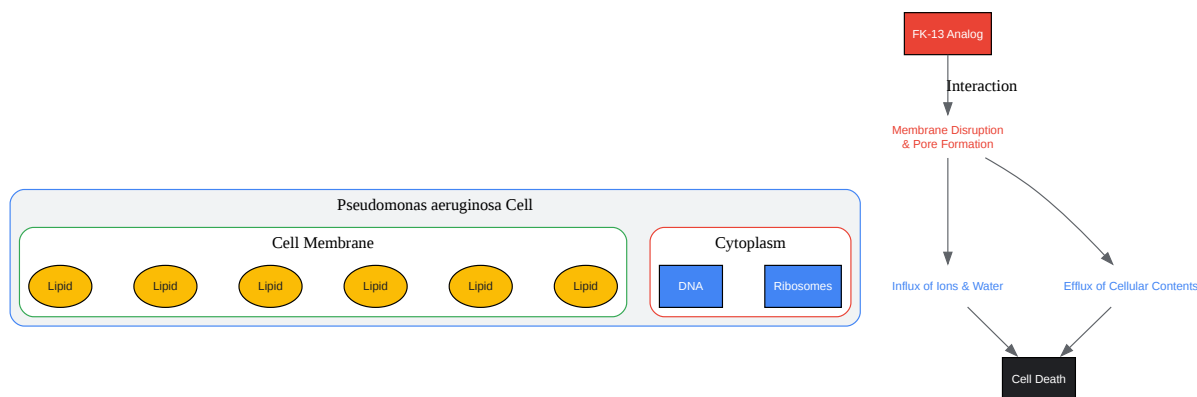 FK-13 Analog
Interaction
Membrane Disruption
& Pore Formation
Pseudomonas aeruginosa Cell
Cell Membrane
Lipid
Lipid
Lipid
Lipid
Lipid
Lipid
Cytoplasm
DNA
Ribosomes
Influx of Ions & Water
Efflux of Cellular Contents
Cell Death